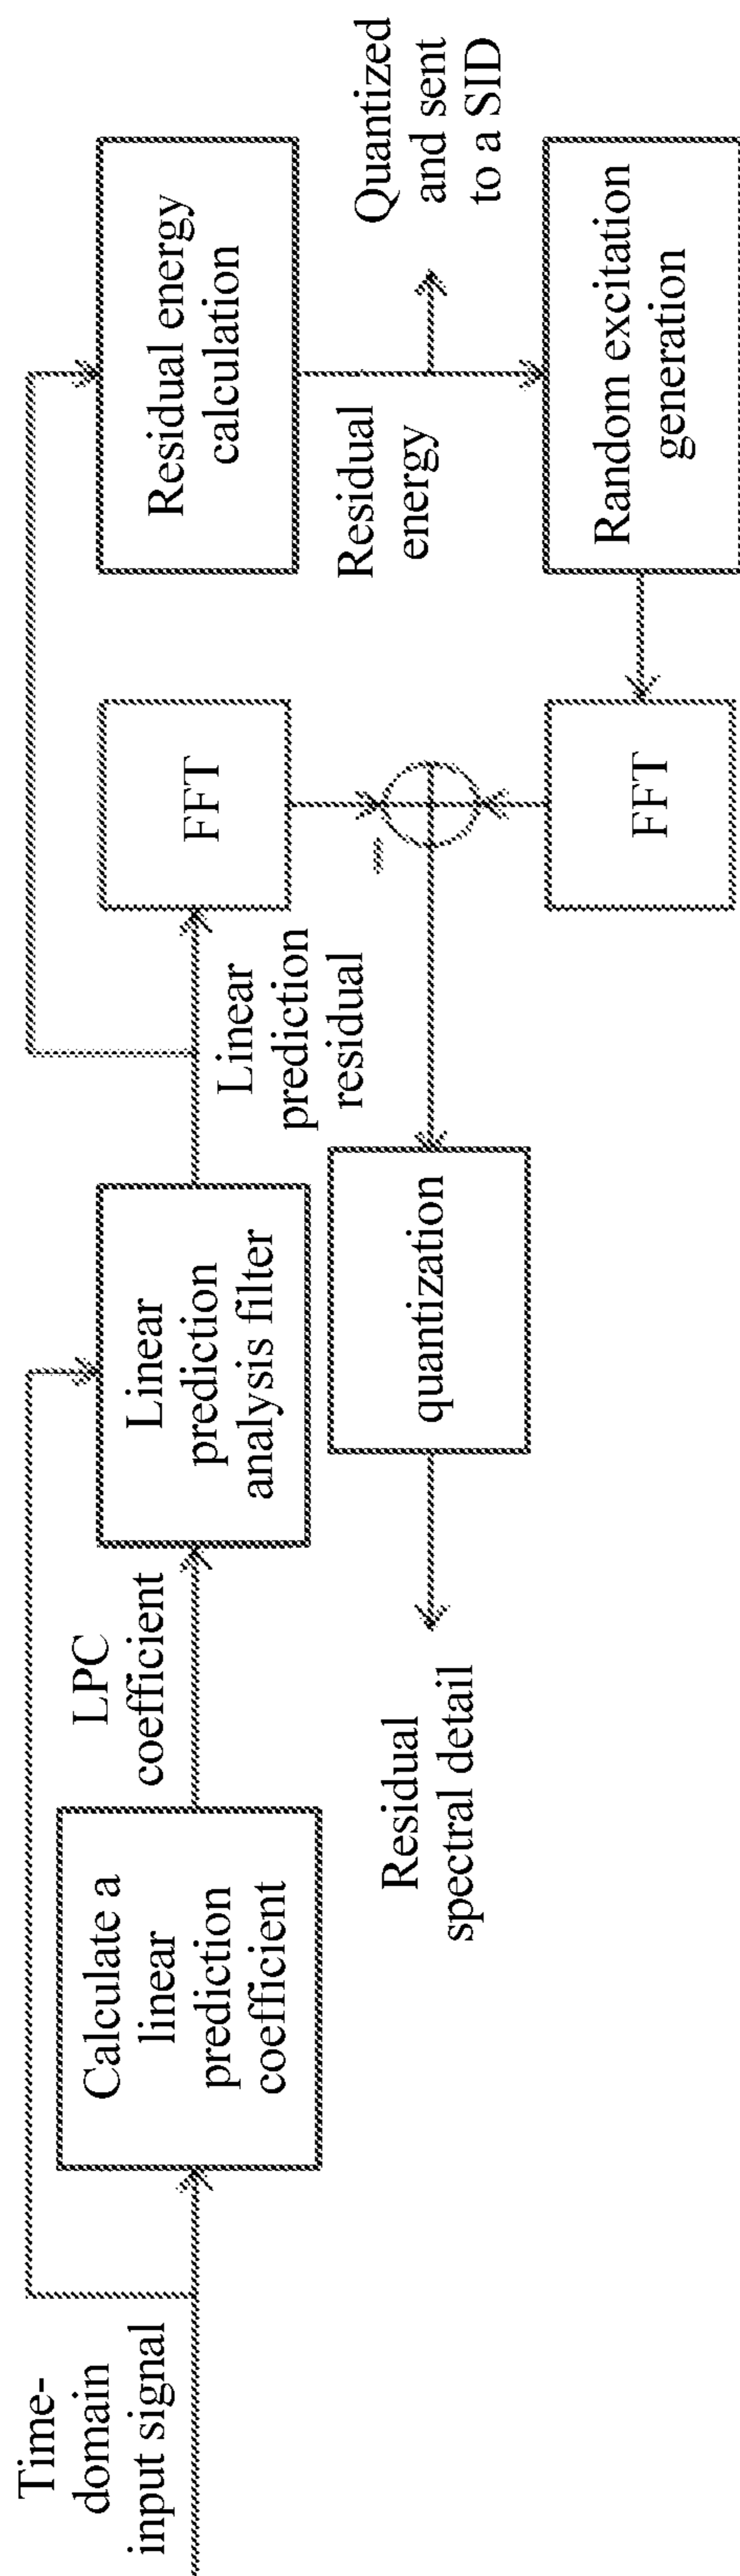 Time-
domain
input signal
Calculate a
linear
prediction
coefficient
LPC
coefficient
Linear
prediction
analysis filter
Linear
prediction
residual
FFT
Residual energy
calculation
Residual
energy
Quantized
and sent
to a SID
Random excitation
generation
FFT
–
quantization
Residual
spectral detail